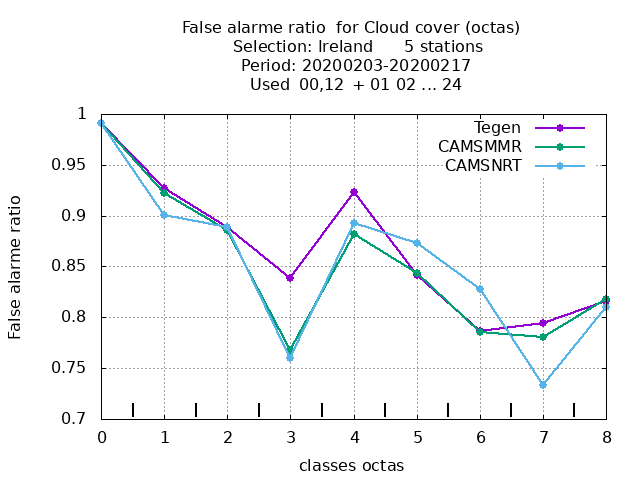 False alarme ratio  for Cloud cover (octas)
Selection: Ireland      5 stations
Period: 20200203-20200217
Used  00,12  + 01 02 ... 24
Tegen
CAMSMMR
CAMSNRT
False alarme ratio
1
0.95
0.9
0.85
0.8
0.75
0.7
0 1 2 3 4 5 6 7 8
classes octas